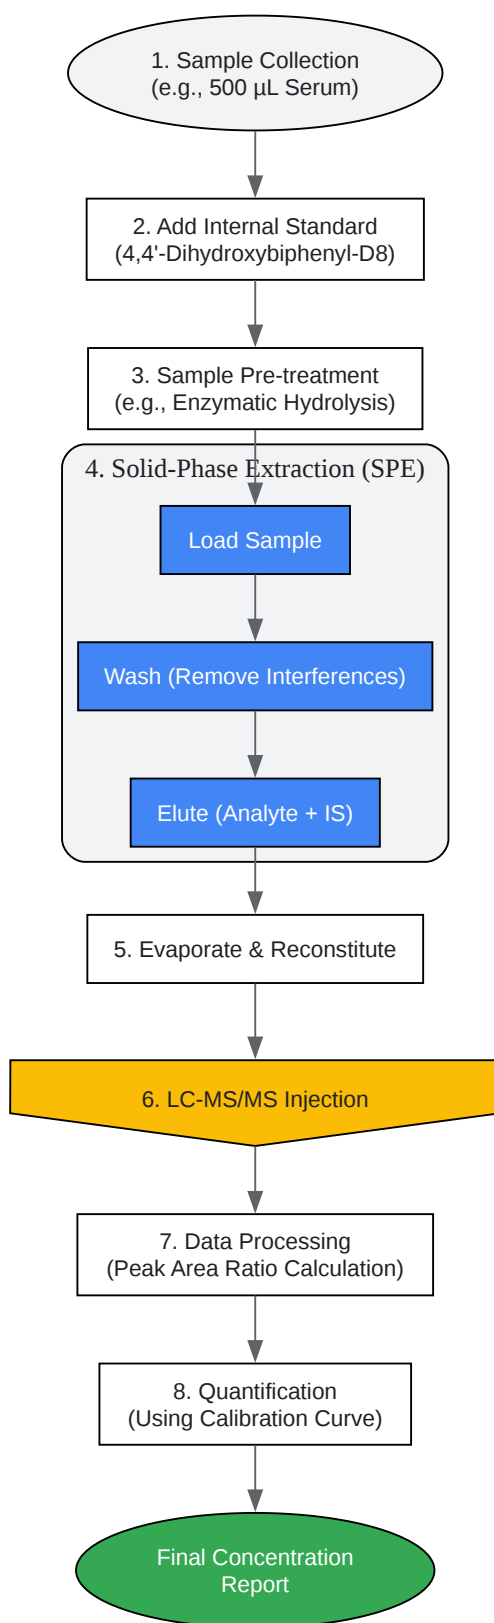 1. Sample Collection
(e.g., 500 µL Serum)
2. Add Internal Standard
(4,4'-Dihydroxybiphenyl-D8)
3. Sample Pre-treatment
(e.g., Enzymatic Hydrolysis)
4. Solid-Phase Extraction (SPE)
Load Sample
Wash (Remove Interferences)
Elute (Analyte + IS)
5. Evaporate & Reconstitute
6. LC-MS/MS Injection
7. Data Processing
(Peak Area Ratio Calculation)
8. Quantification
(Using Calibration Curve)
Final Concentration
Report